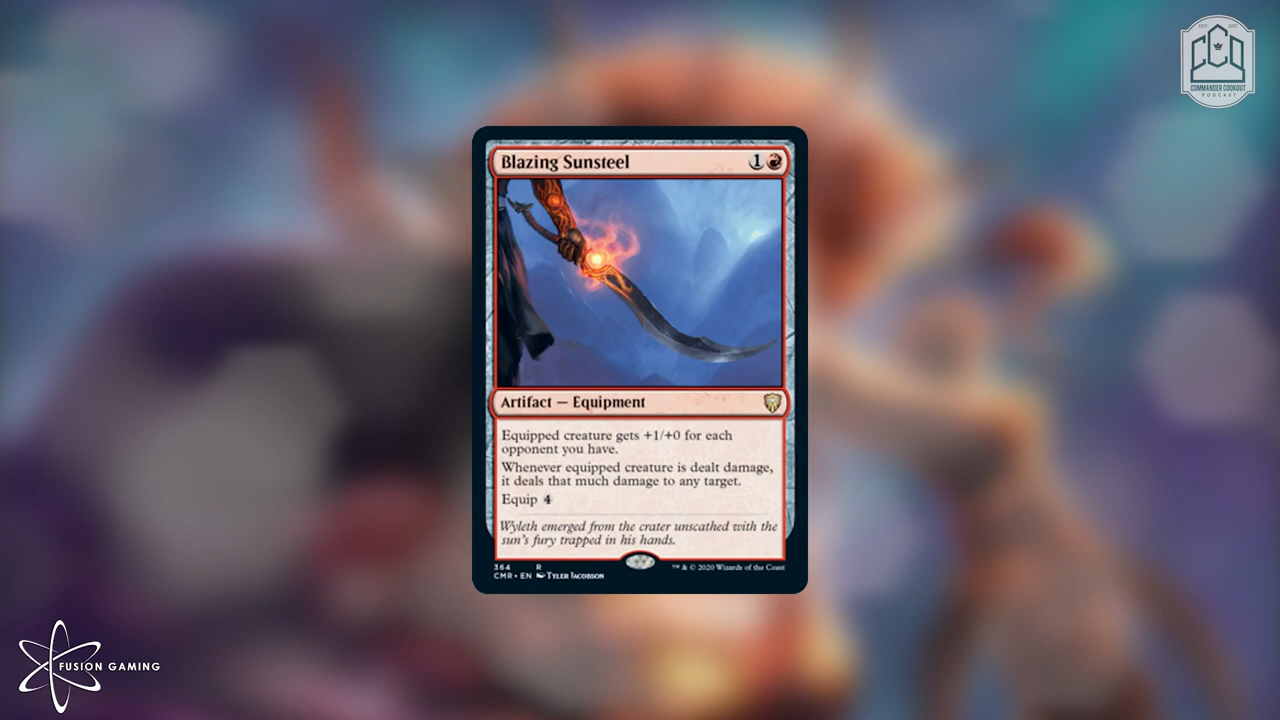 COMMANDER COOKOUT
PODCAST
Blazing Sunsteel 1
Artifact — Equipment
Equipped creature gets +1/+0 for each
opponent you have.
Whenever equipped creature is dealt damage,
it deals that much damage to any target.
Equip 4
Wyleth emerged from the crater unscathed with the
sun's fury trapped in his hands.
364 R
CMR • EN Tyler Jacobson
™ & © 2020 Wizards of the Coast
FUSION GAMING